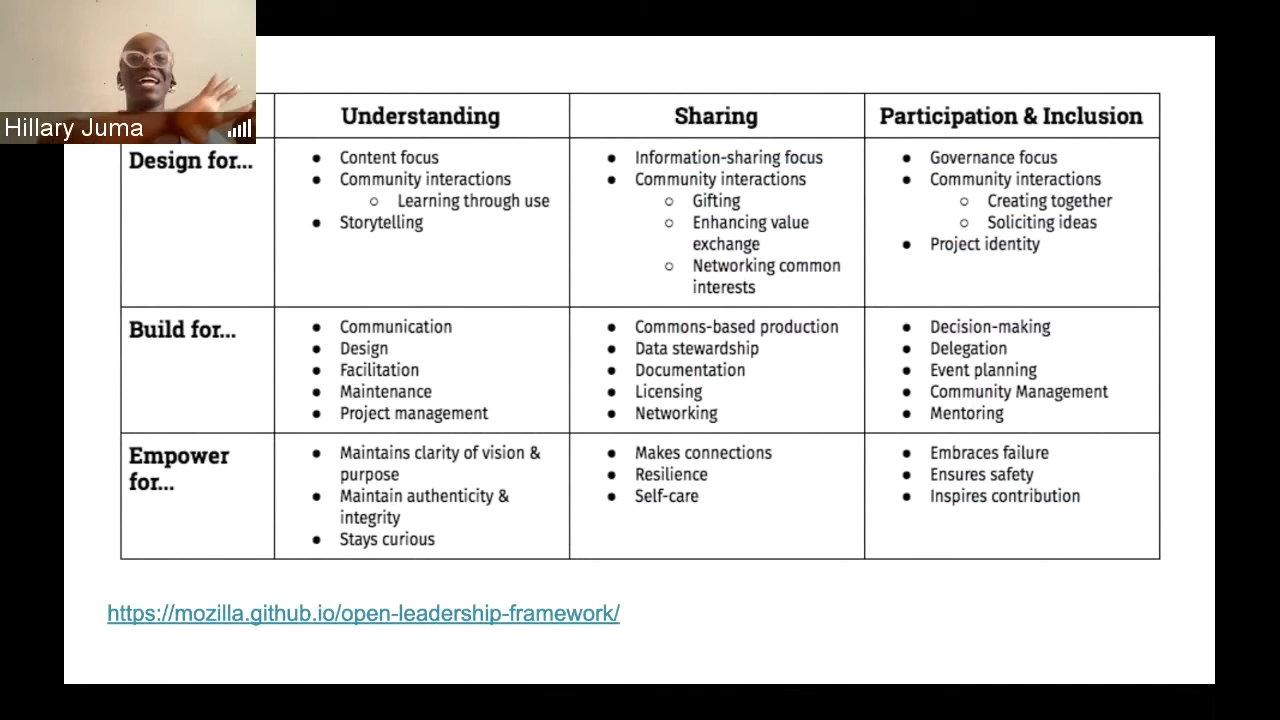 Hillary Juma
Understanding
Sharing
Participation & Inclusion
Design for...
Content focus
Community interactions
Learning through use
Storytelling
Information-sharing focus
Community interactions
Gifting
Enhancing value
exchange
Networking common
interests
Governance focus
Community interactions
Creating together
Soliciting ideas
Project identity
Build for...
Communication
Design
Facilitation
Maintenance
Project management
Commons-based production
Data stewardship
Documentation
Licensing
Networking
Decision-making
Delegation
Event planning
Community Management
Mentoring
Empower
for...
Maintains clarity of vision &
purpose
Maintain authenticity &
integrity
Stays curious
Makes connections
Resilience
Self-care
Embraces failure
Ensures safety
Inspires contribution
https://mozilla.github.io/open-leadership-framework/